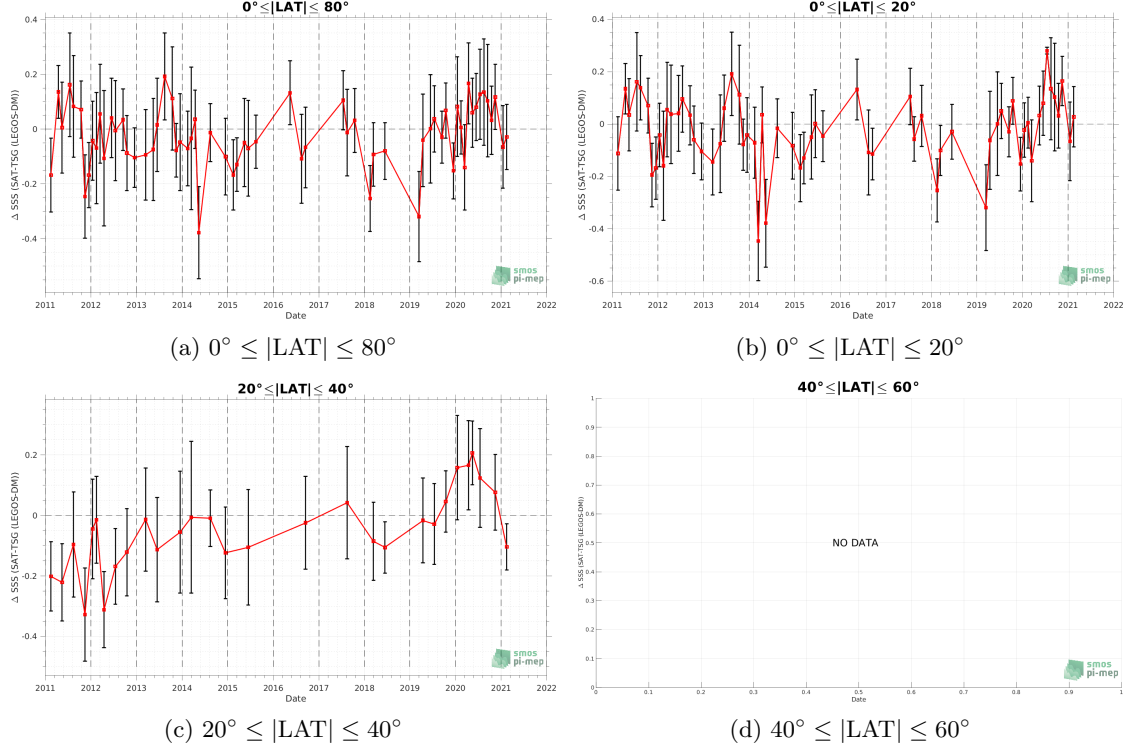 0°≤|LAT|≤ 80°
0.4
0.2
0
-0.2
-0.4
Δ SSS (SAT-TSG (LEGOS-DM))
2011 2012 2013 2014 2015 2016 2017 2018 2019 2020 2021 2022
Date
smos
pi-mep
(a) 0° ≤ |LAT| ≤ 80°
0°≤|LAT|≤ 20°
0.4
0.2
0
-0.2
-0.4
-0.6
Δ SSS (SAT-TSG (LEGOS-DM))
2011 2012 2013 2014 2015 2016 2017 2018 2019 2020 2021 2022
Date
smos
pi-mep
(b) 0° ≤ |LAT| ≤ 20°
20°≤|LAT|≤ 40°
0.2
0
-0.2
-0.4
Δ SSS (SAT-TSG (LEGOS-DM))
2011 2012 2013 2014 2015 2016 2017 2018 2019 2020 2021 2022
Date
smos
pi-mep
(c) 20° ≤ |LAT| ≤ 40°
40°≤|LAT|≤ 60°
1
0.9
0.8
0.7
0.6
0.5
0.4
0.3
0.2
0.1
0
Δ SSS (SAT-TSG (LEGOS-DM))
NO DATA
0 0.1 0.2 0.3 0.4 0.5 0.6 0.7 0.8 0.9 1
Date
smos
pi-mep
(d) 40° ≤ |LAT| ≤ 60°